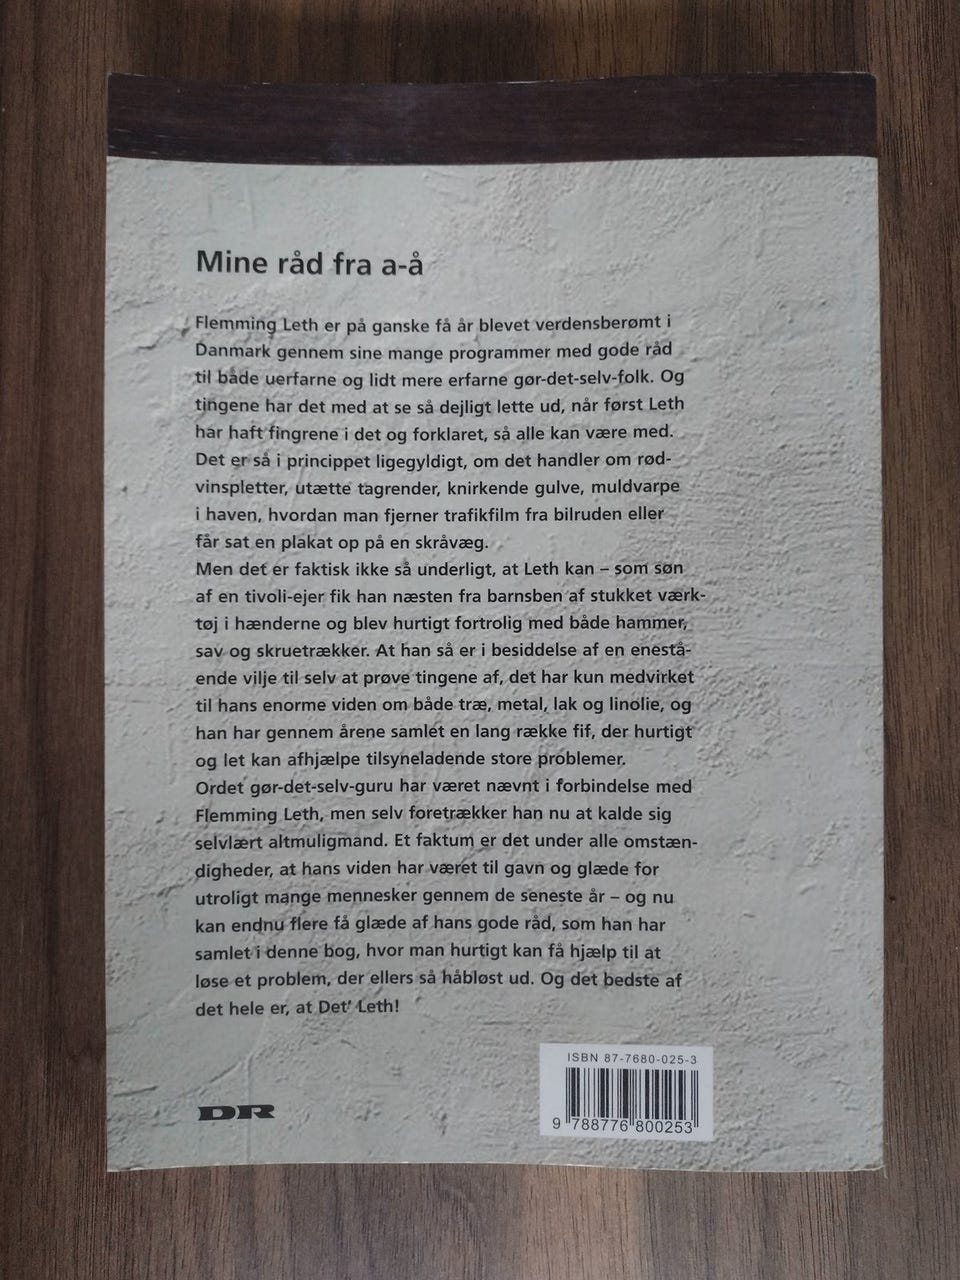 Mine råd fra a-å
Flemming Leth er på ganske få år blevet verdensberømt i
Danmark gennem sine mange programmer med gode råd
til både uerfarne og lidt mere erfarne gør-det-selv-folk. Og
tingene har det med at se så dejligt lette ud, når først Leth
har haft fingrene i det og forklaret, så alle kan være med.
Det er så i princippet ligegyldigt, om det handler om rød-
vinspletter, utætte tagrender, knirkende gulve, muldvarpe
i haven, hvordan man fjerner trafikfilm fra bilruden eller
får sat en plakat op på en skråvæg.
Men det er faktisk ikke så underligt, at Leth kan – som søn
af en tivoli-ejer fik han næsten fra barnsben af stukket værk-
tøj i hænderne og blev hurtigt fortrolig med både hammer,
sav og skruetrækker. At han så er i besiddelse af en enestå-
ende vilje til selv at prøve tingene af, det har kun medvirket
til hans enorme viden om både træ, metal, lak og linolie, og
han har gennem årene samlet en lang række fif, der hurtigt
og let kan afhjælpe tilsyneladende store problemer.
Ordet gør-det-selv-guru har været nævnt i forbindelse med
Flemming Leth, men selv foretrækker han nu at kalde sig
selvlært altmuligmand. Et faktum er det under alle omstæn-
digheder, at hans viden har været til gavn og glæde for
utroligt mange mennesker gennem de seneste år – og nu
kan endnu flere få glæde af hans gode råd, som han har
samlet i denne bog, hvor man hurtigt kan få hjælp til at
løse et problem, der ellers så håbløst ud. Og det bedste af
det hele er, at Det' Leth!
ISBN 87-7680-025-3
9 788776 800253
DR